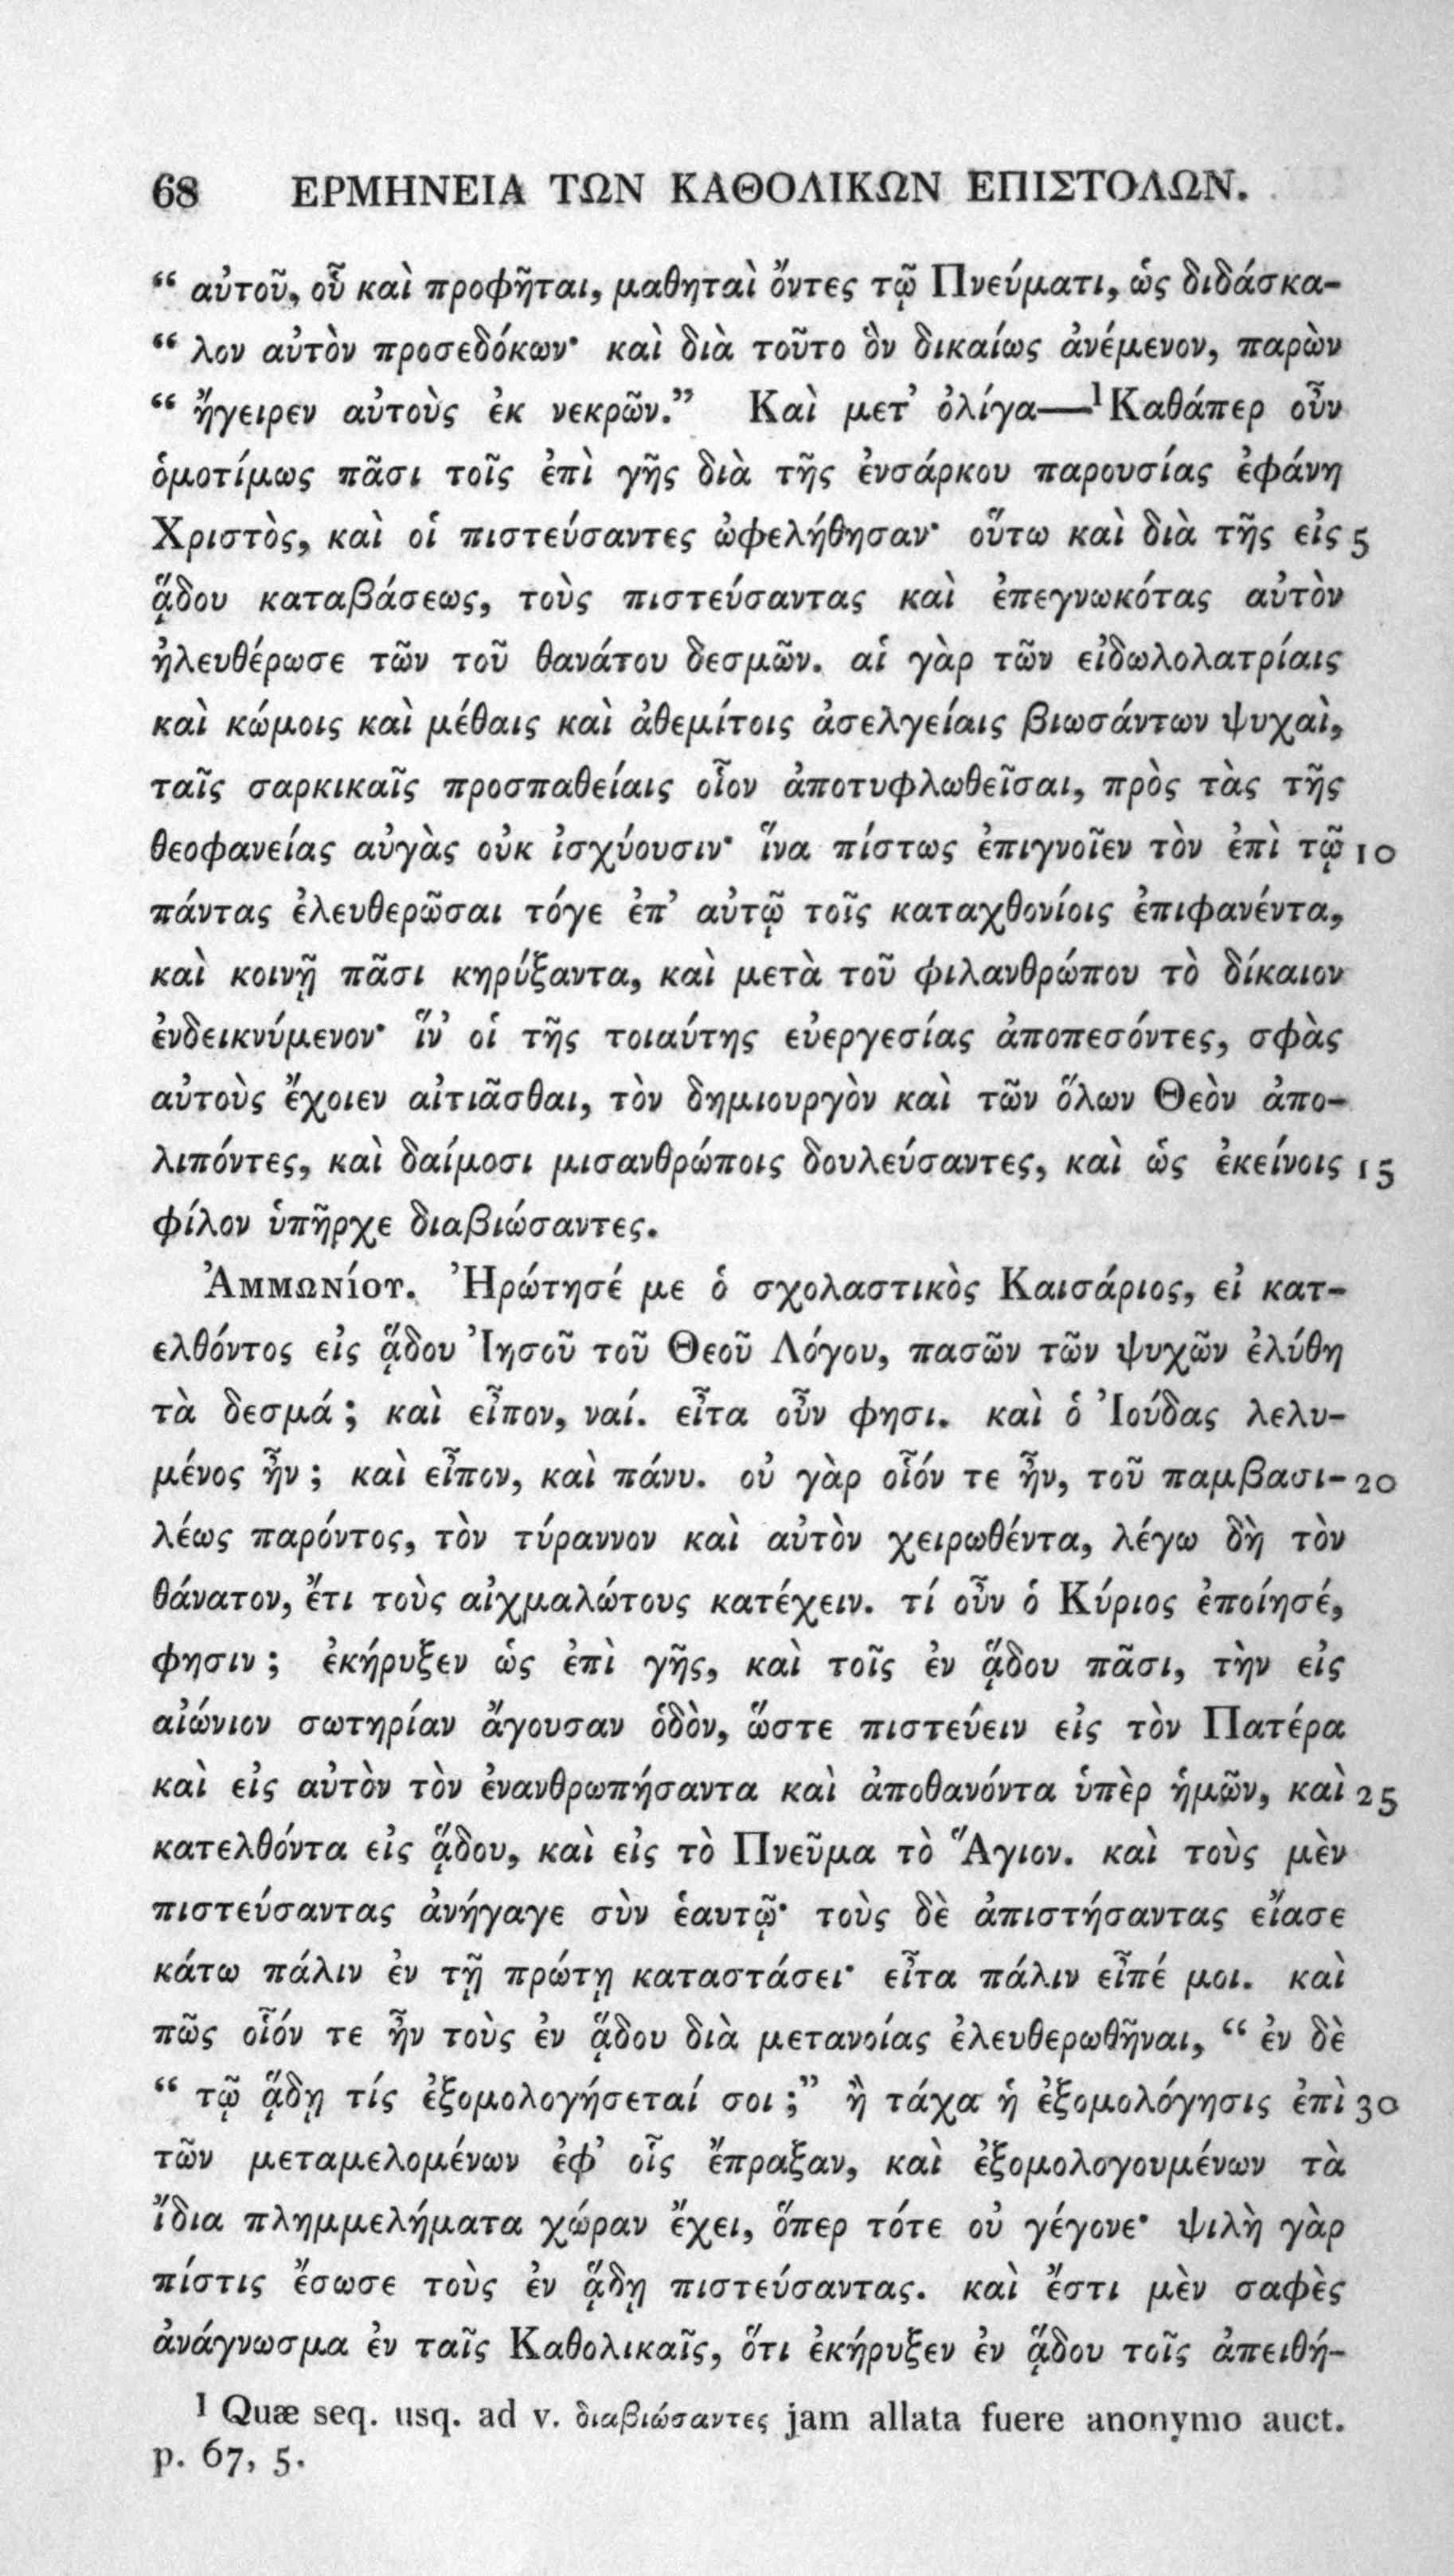 68 ΕΡΜΗΝΕΙΑ ΤΩΝ ΚΑΘΟΛΙΚΩΝ ΕΠΙΣΤΟΛΩΝ.
“ αὐτοῦ, οὗ καὶ προφῆται, μαθηταὶ ὄντες τῷ Πνεύματι, ὡς διδάσκα-
“ λον αὐτὸν προσεδόκων· καὶ διὰ τοῦτο ὃν δικαίως ἀνέμενον, παρὼν
“ ἤγειρεν αὐτοὺς ἐκ νεκρῶν.” Καὶ μετ’ ὀλίγα—¹Καθάπερ οὖν
ὁμοτίμως πᾶσι τοῖς ἐπὶ γῆς διὰ τῆς ἐνσάρκου παρουσίας ἐφάνη
Χριστὸς, καὶ οἱ πιστεύσαντες ὠφελήθησαν· οὕτω καὶ διὰ τῆς εἰς 5
ᾅδου καταβάσεως, τοὺς πιστεύσαντας καὶ ἐπεγνωκότας αὐτὸν
ἠλευθέρωσε τῶν τοῦ θανάτου δεσμῶν. αἱ γὰρ τῶν εἰδωλολατρίαις
καὶ κώμοις καὶ μέθαις καὶ ἀθεμίτοις ἀσελγείαις βιωσάντων ψυχαὶ,
ταῖς σαρκικαῖς προσπαθείαις οἷον ἀποτυφλωθεῖσαι, πρὸς τὰς τῆς
θεοφανείας αὐγὰς οὐκ ἰσχύουσιν· ἵνα πίστως ἐπιγνοῖεν τὸν ἐπὶ τῷ 10
πάντας ἐλευθερῶσαι τόγε ἐπ’ αὐτῷ τοῖς καταχθονίοις ἐπιφανέντα,
καὶ κοινῇ πᾶσι κηρύξαντα, καὶ μετὰ τοῦ φιλανθρώπου τὸ δίκαιον
ἐνδεικνύμενον· ἵν’ οἱ τῆς τοιαύτης εὐεργεσίας ἀποπεσόντες, σφὰς
αὐτοὺς ἔχοιεν αἰτιᾶσθαι, τὸν δημιουργὸν καὶ τῶν ὅλων Θεὸν ἀπο-
λιπόντες, καὶ δαίμοσι μισανθρώποις δουλεύσαντες, καὶ ὡς ἐκείνοις 15
φίλον ὑπῆρχε διαβιώσαντες.
Ἀμμωνίου. Ἠρώτησέ με ὁ σχολαστικὸς Καισάριος, εἰ κατ-
ελθόντος εἰς ᾅδου Ἰησοῦ τοῦ Θεοῦ Λόγου, πασῶν τῶν ψυχῶν ἐλύθη
τὰ δεσμά; καὶ εἶπον, ναί. εἶτα οὖν φησι. καὶ ὁ Ἰούδας λελυ-
μένος ἦν; καὶ εἶπον, καὶ πάνυ. οὐ γὰρ οἷόν τε ἦν, τοῦ παμβασι- 20
λέως παρόντος, τὸν τύραννον καὶ αὐτὸν χειρωθέντα, λέγω δὴ τὸν
θάνατον, ἔτι τοὺς αἰχμαλώτους κατέχειν. τί οὖν ὁ Κύριος ἐποίησέ,
φησιν; ἐκήρυξεν ὡς ἐπὶ γῆς, καὶ τοῖς ἐν ᾅδου πᾶσι, τὴν εἰς
αἰώνιον σωτηρίαν ἄγουσαν ὁδὸν, ὥστε πιστεύειν εἰς τὸν Πατέρα
καὶ εἰς αὐτὸν τὸν ἐνανθρωπήσαντα καὶ ἀποθανόντα ὑπὲρ ἡμῶν, καὶ 25
κατελθόντα εἰς ᾅδου, καὶ εἰς τὸ Πνεῦμα τὸ Ἅγιον. καὶ τοὺς μὲν
πιστεύσαντας ἀνήγαγε σὺν ἑαυτῷ· τοὺς δὲ ἀπιστήσαντας εἴασε
κάτω πάλιν ἐν τῇ πρώτῃ καταστάσει· εἶτα πάλιν εἶπέ μοι. καὶ
πῶς οἷόν τε ἦν τοὺς ἐν ᾅδου διὰ μετανοίας ἐλευθερωθῆναι, “ ἐν δὲ
“ τῷ ᾅδῃ τίς ἐξομολογήσεταί σοι;” ἢ τάχα ἡ ἐξομολόγησις ἐπὶ 30
τῶν μεταμελομένων ἐφ’ οἷς ἔπραξαν, καὶ ἐξομολογουμένων τὰ
ἴδια πλημμελήματα χώραν ἔχει, ὅπερ τότε οὐ γέγονε· ψιλὴ γὰρ
πίστις ἔσωσε τοὺς ἐν ᾅδῃ πιστεύσαντας. καὶ ἔστι μὲν σαφὲς
ἀνάγνωσμα ἐν ταῖς Καθολικαῖς, ὅτι ἐκήρυξεν ἐν ᾅδου τοῖς ἀπειθή-
1 Quæ seq. usq. ad v. διαβιώσαντες jam allata fuere anonymo auct.
p. 67, 5.